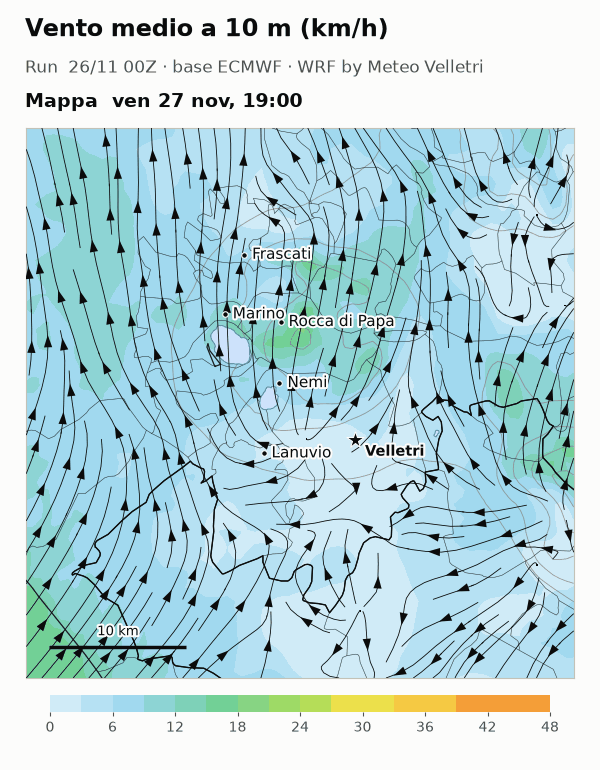 Vento medio a 10 m (km/h)
Run 26/11 00Z · base ECMWF · WRF by Meteo Velletri
Mappa ven 27 nov, 19:00
Frascati
Marino
Rocca di Papa
Nemi
Velletri
Lanuvio
10 km
0 6 12 18 24 30 36 42 48